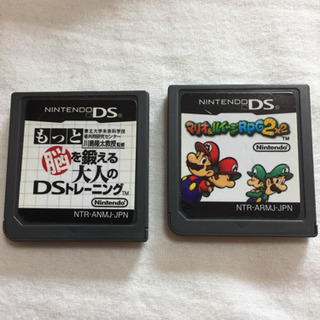 NINTENDO DS
もっと
東北大学未来科学技術
共同研究センター
川島隆太教授監修
脳を鍛える
大人の
DSトレーニング™
Nintendo
NTR-ANMJ-JPN
NINTENDO DS
マリオ&ルイージRPG2x2
TM
Nintendo
NTR-ARMJ-JPN